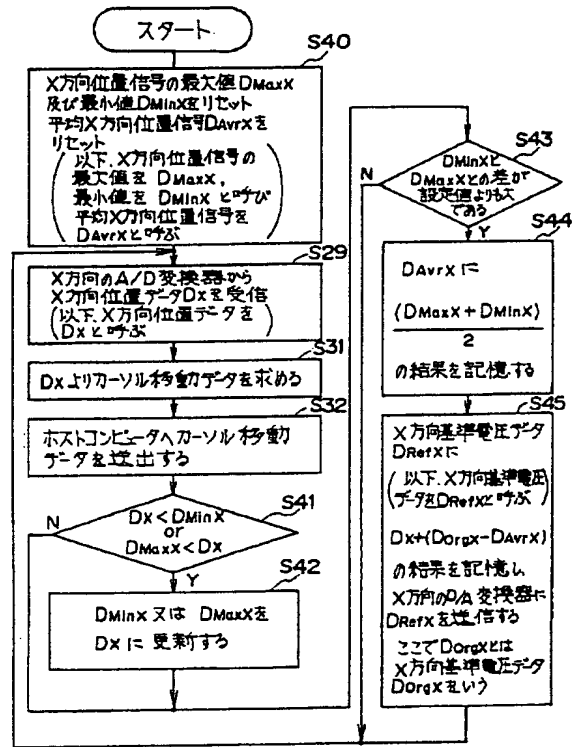 スタート
S40
X方向位置信号の最大値DMaxX
及び最小値DMinXをリセット
平均X方向位置信号DAvrXを
リセット
(以下、X方向位置信号の
最大値をDMaxX、
最小値をDMinXと呼び
平均X方向位置信号を
DAvrXと呼ぶ)
S29
X方向のA/D変換器から
X方向位置データDxを受信
(以下、X方向位置データを
Dxと呼ぶ)
S31
Dxよりカーソル移動データを求める
S32
ホストコンピュータへカーソル移動
データを送出する
S41
N
Dx<DMinX
or
DMaxX<Dx
Y
S42
DMinX又はDMaxXを
Dxに更新する
S43
N
DMinXと
DMaxXとの差が
設定値よりも大
である
Y
S44
DAvrXに
(DMaxX+DMinX)
2
の結果を記憶する
S45
X方向基準電圧データ
DRefXに
(以下、X方向基準電圧
データをDRefXと呼ぶ)
Dx+(DOrgX-DAvrX)
の結果を記憶し
X方向のD/A変換器に
DRefXを送信する
ここでDOrgXとは
X方向基準電圧データ
DOrgXをいう